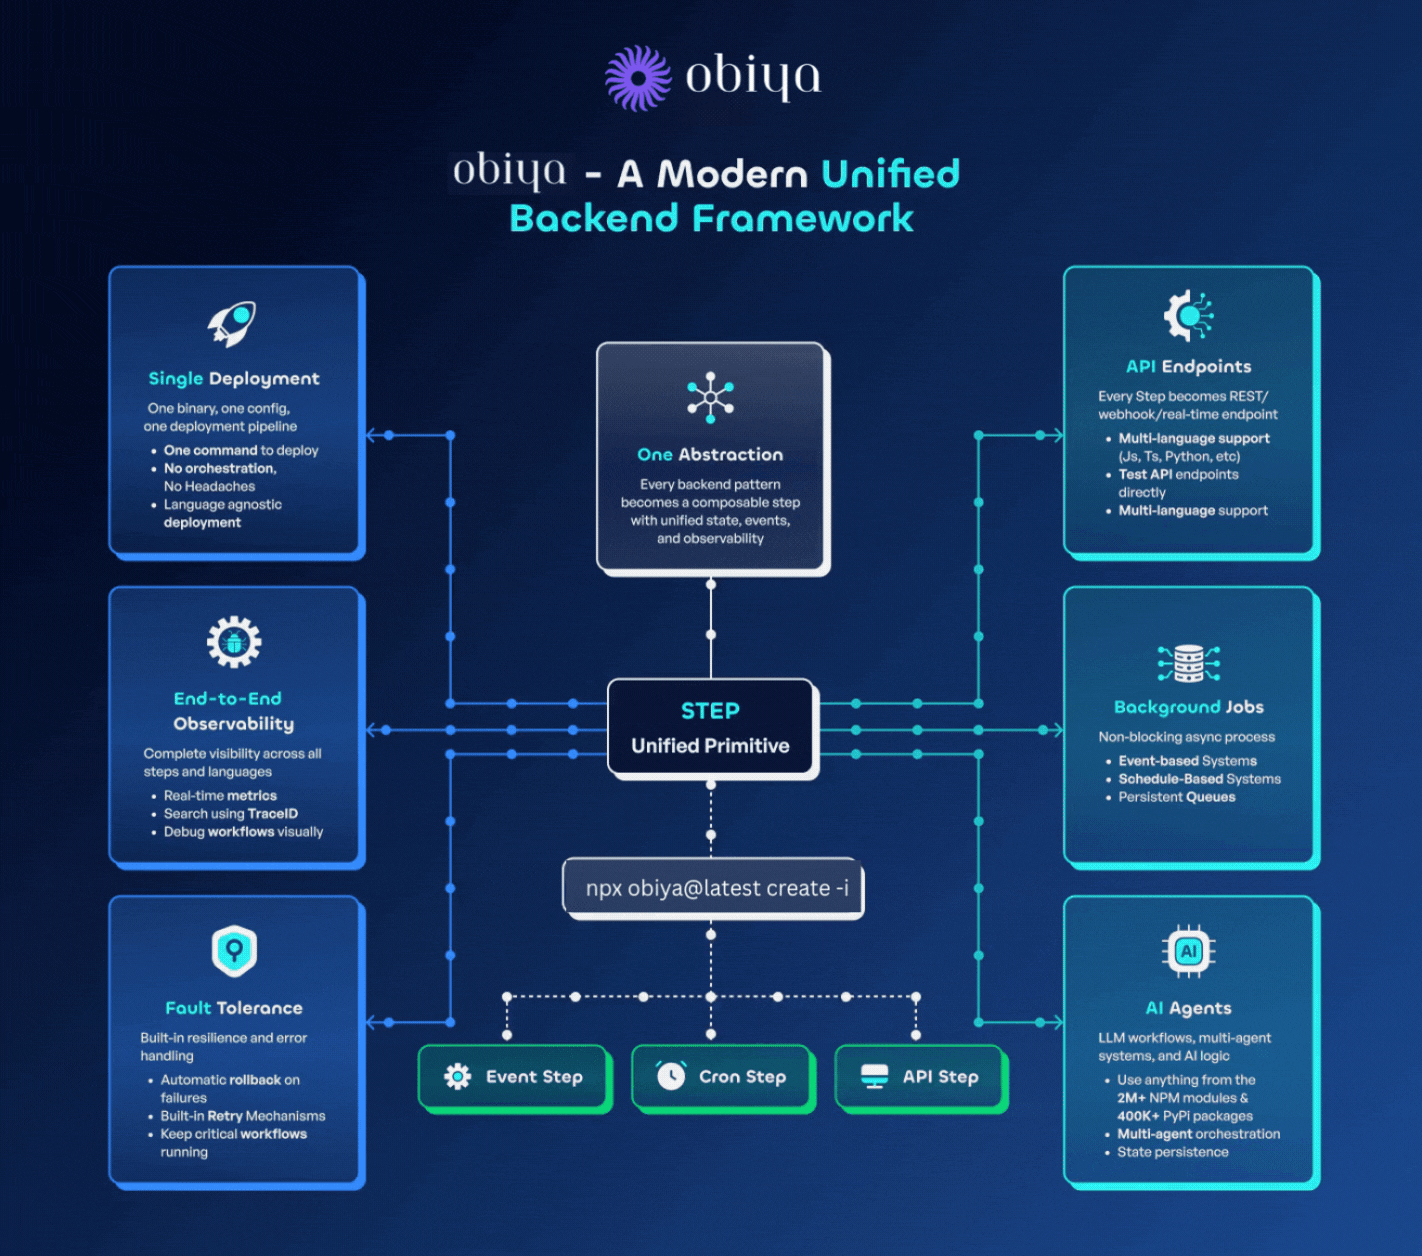 obiya
obiya - A Modern Unified
Backend Framework
Single Deployment
One binary, one config,
one deployment pipeline
• One command to deploy
• No orchestration,
No Headaches
• Language agnostic
deployment
End-to-End
Observability
Complete visibility across all
steps and languages
• Real-time metrics
• Search using TraceID
• Debug workflows visually
Fault Tolerance
Built-in resilience and error
handling
• Automatic rollback on
failures
• Built-in Retry Mechanisms
• Keep critical workflows
running
One Abstraction
Every backend pattern
becomes a composable step
with unified state, events,
and observability
STEP
Unified Primitive
npx obiya@latest create -i
Event Step
Cron Step
API Step
API Endpoints
Every Step becomes REST/
webhook/real-time endpoint
• Multi-language support
(Js, Ts, Python, etc)
• Test API endpoints
directly
• Multi-language support
Background Jobs
Non-blocking async process
• Event-based Systems
• Schedule-Based Systems
• Persistent Queues
AI
AI Agents
LLM workflows, multi-agent
systems, and AI logic
• Use anything from the
2M+ NPM modules &
400K+ PyPi packages
• Multi-agent orchestration
• State persistence